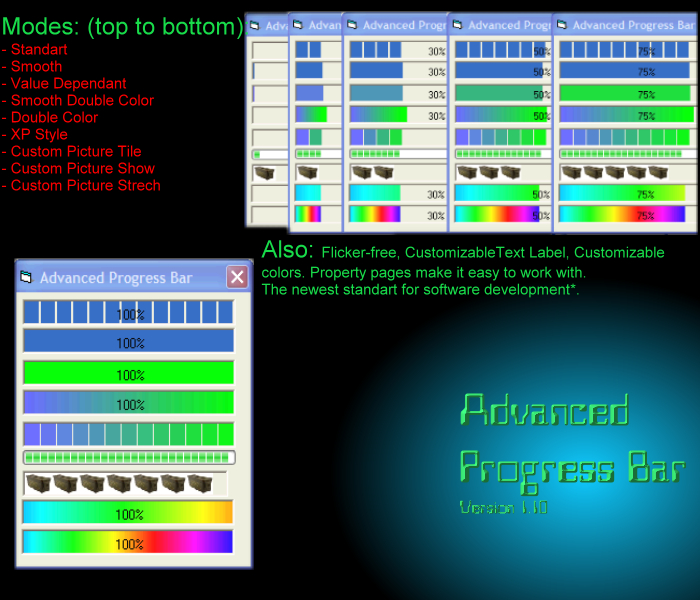 Modes: (top to bottom)
- Standart
- Smooth
- Value Dependant
- Smooth Double Color
- Double Color
- XP Style
- Custom Picture Tile
- Custom Picture Show
- Custom Picture Strech
Adva
Advanc
Advanced Progr
Advanced Progress
Advanced Progress Bar
30%
50%
75%
30%
50%
75%
30%
50%
75%
30%
50%
75%
30%
50%
75%
30%
50%
75%
Also: Flicker-free, CustomizableText Label, Customizable
colors. Property pages make it easy to work with.
The newest standart for software development*.
Advanced Progress Bar
100%
100%
100%
100%
100%
100%
Advanced
Progress Bar
Version 1.10